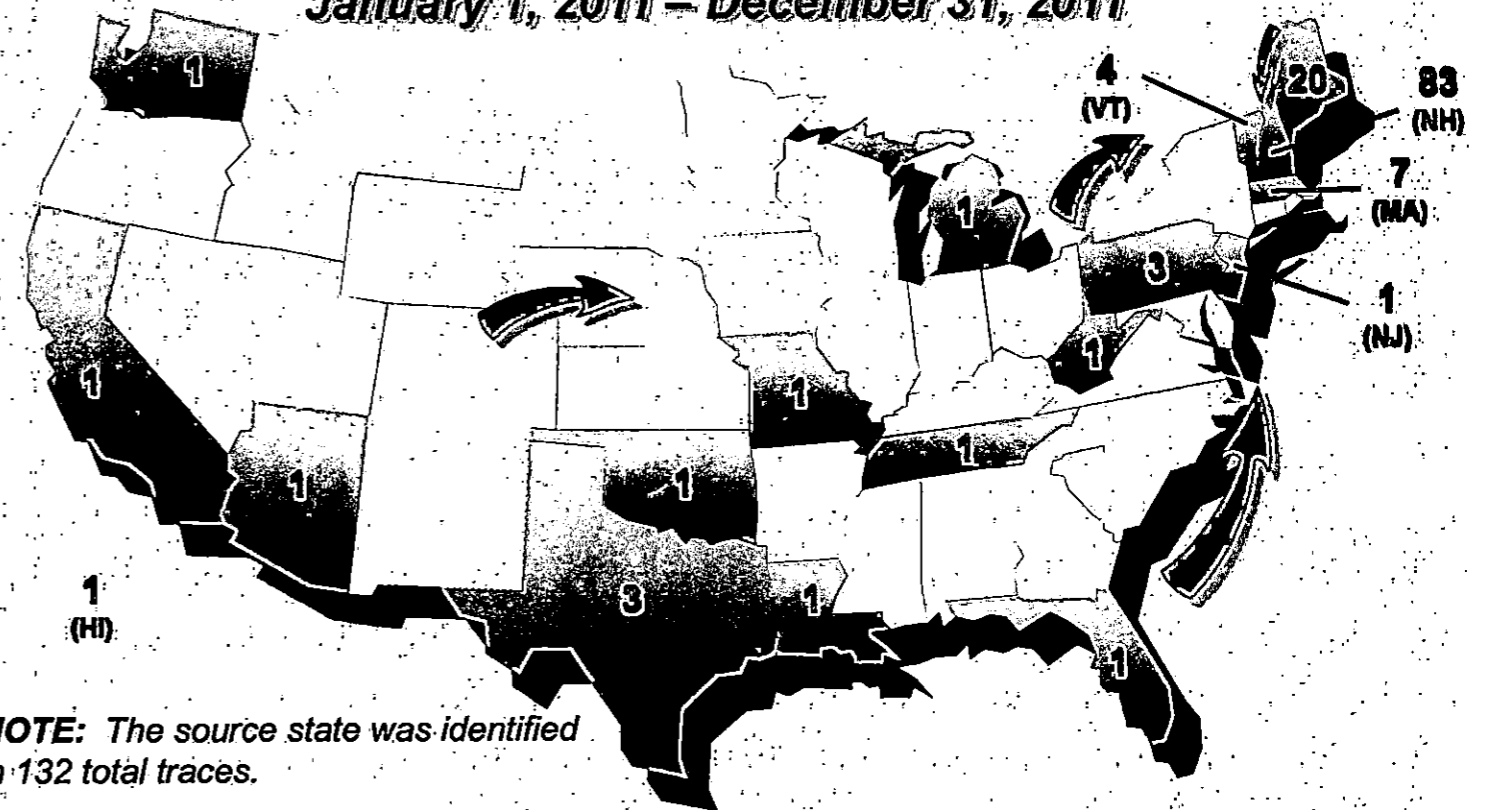 January 1, 2011 – December 31, 2011
1
4
(VT)
20
83
(NH)
7
(MA)
1
3
1
(NJ)
1
1
1
1
1
1
3
1
1
(HI)
1
OTE: The source state was identified
132 total traces.